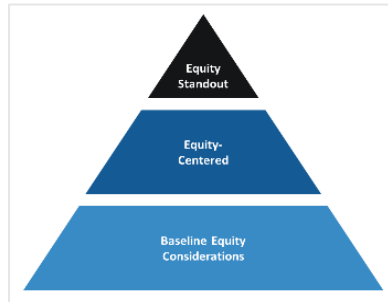 Equity
Standout
Equity-
Centered
Baseline Equity
Considerations